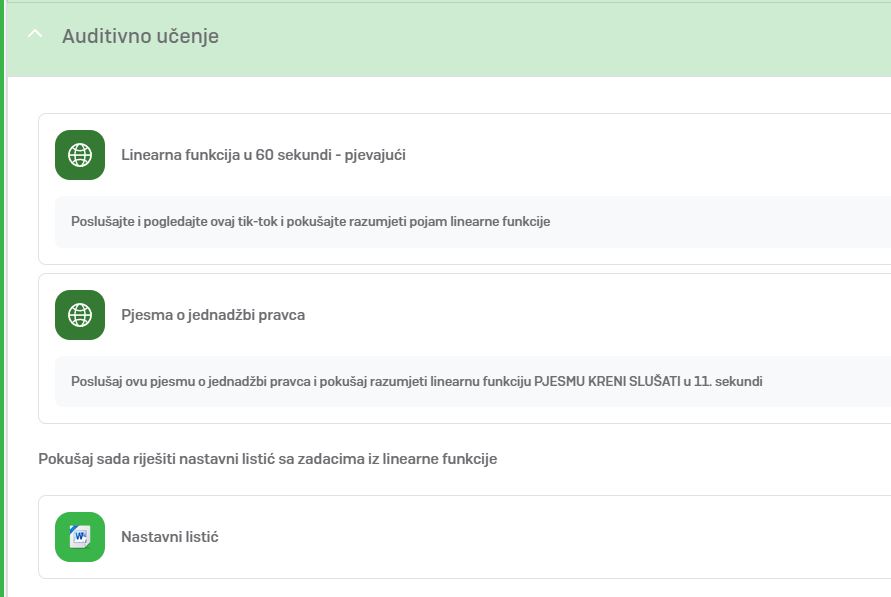 Auditivno učenje
Linearna funkcija u 60 sekundi - pjevajući
Poslušajte i pogledajte ovaj tik-tok i pokušajte razumjeti pojam linearne funkcije
Pjesma o jednadžbi pravca
Poslušaj ovu pjesmu o jednadžbi pravca i pokušaj razumjeti linearnu funkciju PJESMU KRENI SLUŠATI u 11. sekundi
Pokušaj sada riješiti nastavni listić sa zadacima iz linearne funkcije
W
Nastavni listić